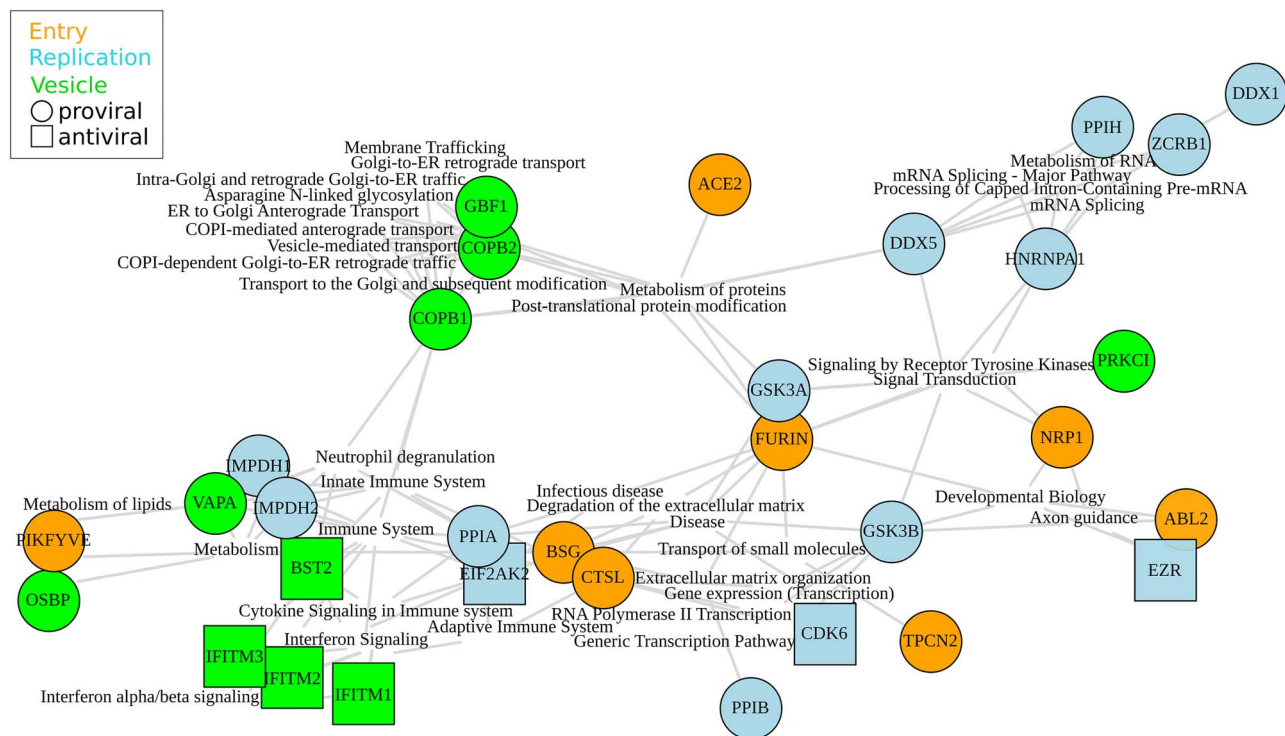 Entry
Replication
Vesicle
proviral
antiviral
DDX1
PPIH
ZCRB1
Membrane Trafficking
Golgi-to-ER retrograde transport
Metabolism of RNA
mRNA Splicing - Major Pathway
Intra-Golgi and retrograde Golgi-to-ER traffic
ACE2
Processing of Capped Intron-Containing Pre-mRNA
Asparagine N-linked glycosylation
GBF1
mRNA Splicing
ER to Golgi Anterograde Transport
COPI-mediated anterograde transport
DDX5
Vesicle-mediated transport
COPB2
HNRNPA1
COPI-dependent Golgi-to-ER retrograde traffic
Transport to the Golgi and subsequent modification
Metabolism of proteins
Post-translational protein modification
COPB1
Signaling by Receptor Tyrosine Kinases
PRKCI
Signal Transduction
GSK3A
FURIN
NRP1
Neutrophil degranulation
IMPDH1
Innate Immune System
Infectious disease
Developmental Biology
Metabolism of lipids
VAPA
IMPDH2
Degradation of the extracellular matrix
Axon guidance
ABL2
Immune System
Disease
GSK3B
PPIA
PIKFYVE
Metabolism
BSG
Transport of small molecules
BST2
EIF2AK2
CTSL
Extracellular matrix organization
EZR
Gene expression (Transcription)
OSBP
Cytokine Signaling in Immune system
RNA Polymerase II Transcription
Adaptive Immune System
CDK6
Interferon Signaling
Generic Transcription Pathway
TPCN2
IFITM3
IFITM2
Interferon alpha/beta signaling
IFITM1
PPIB